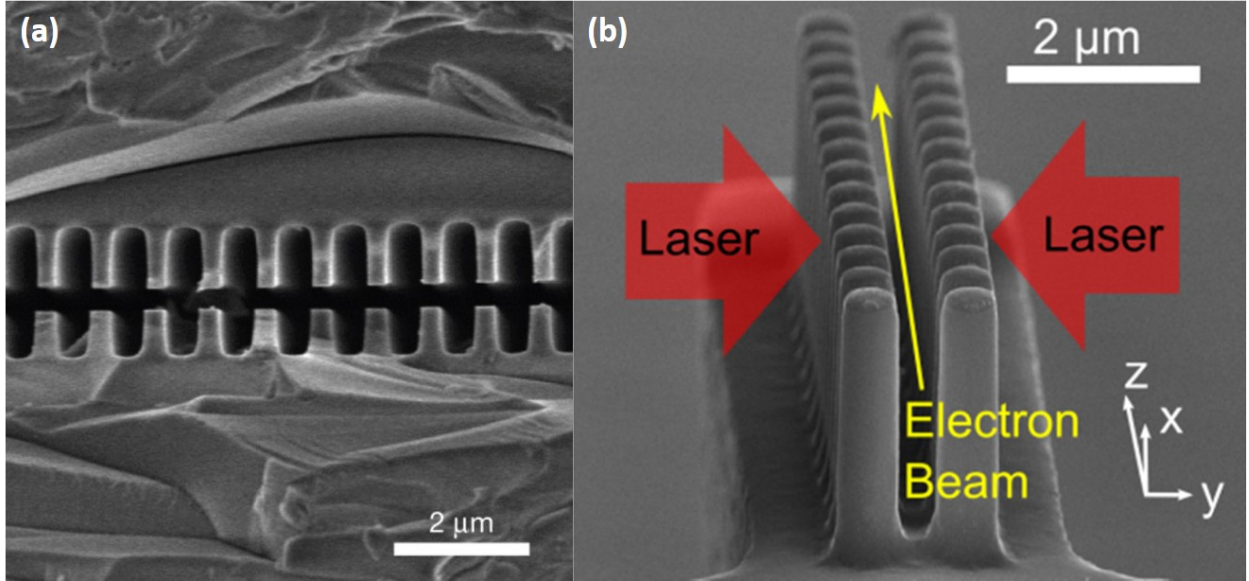 (a)
2 µm
(b)
2 µm
Laser
Laser
Electron
Beam
z
x
y